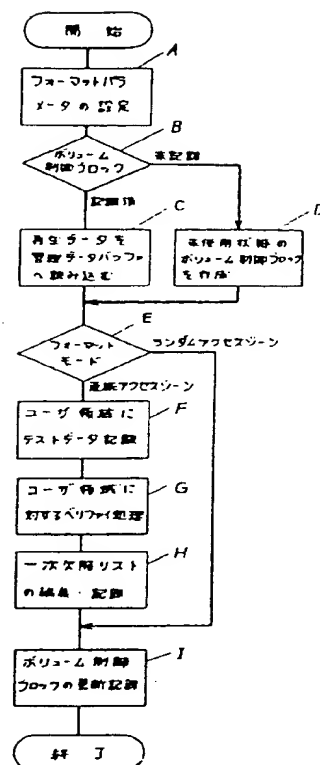 開始
A
フォーマットパラ
メータの設定
B
ボリューム
制御ブロック
未記録
記録済
C
再生データを
管理データバッファ
へ読み込む
D
未使用状態の
ボリューム制御ブロック
を作成
E
フォーマット
モード
ランダムアクセスゾーン
連続アクセスゾーン
F
ユーザ領域に
テストデータ記録
G
ユーザ領域に
対するベリファイ処理
H
一次欠陥リスト
の編集・記録
I
ボリューム制御
ブロックの更新記録
終了